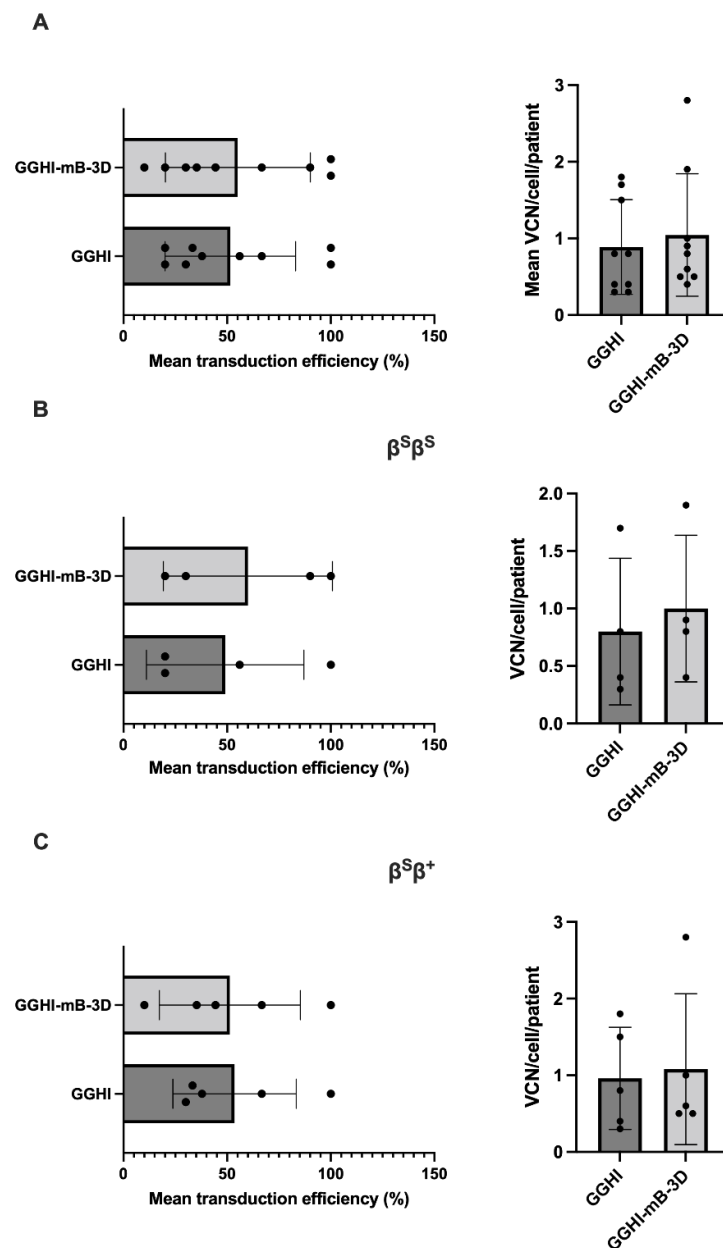 A
GGHI-mB-3D
GGHI
0 50 100 150
Mean transduction efficiency (%)
3
2
1
0
Mean VCN/cell/patient
GGHI
GGHI-mB-3D
B
βSβS
GGHI-mB-3D
GGHI
0 50 100 150
Mean transduction efficiency (%)
2.0
1.5
1.0
0.5
0.0
VCN/cell/patient
GGHI
GGHI-mB-3D
C
βSβ+
GGHI-mB-3D
GGHI
0 50 100 150
Mean transduction efficiency (%)
3
2
1
0
VCN/cell/patient
GGHI
GGHI-mB-3D